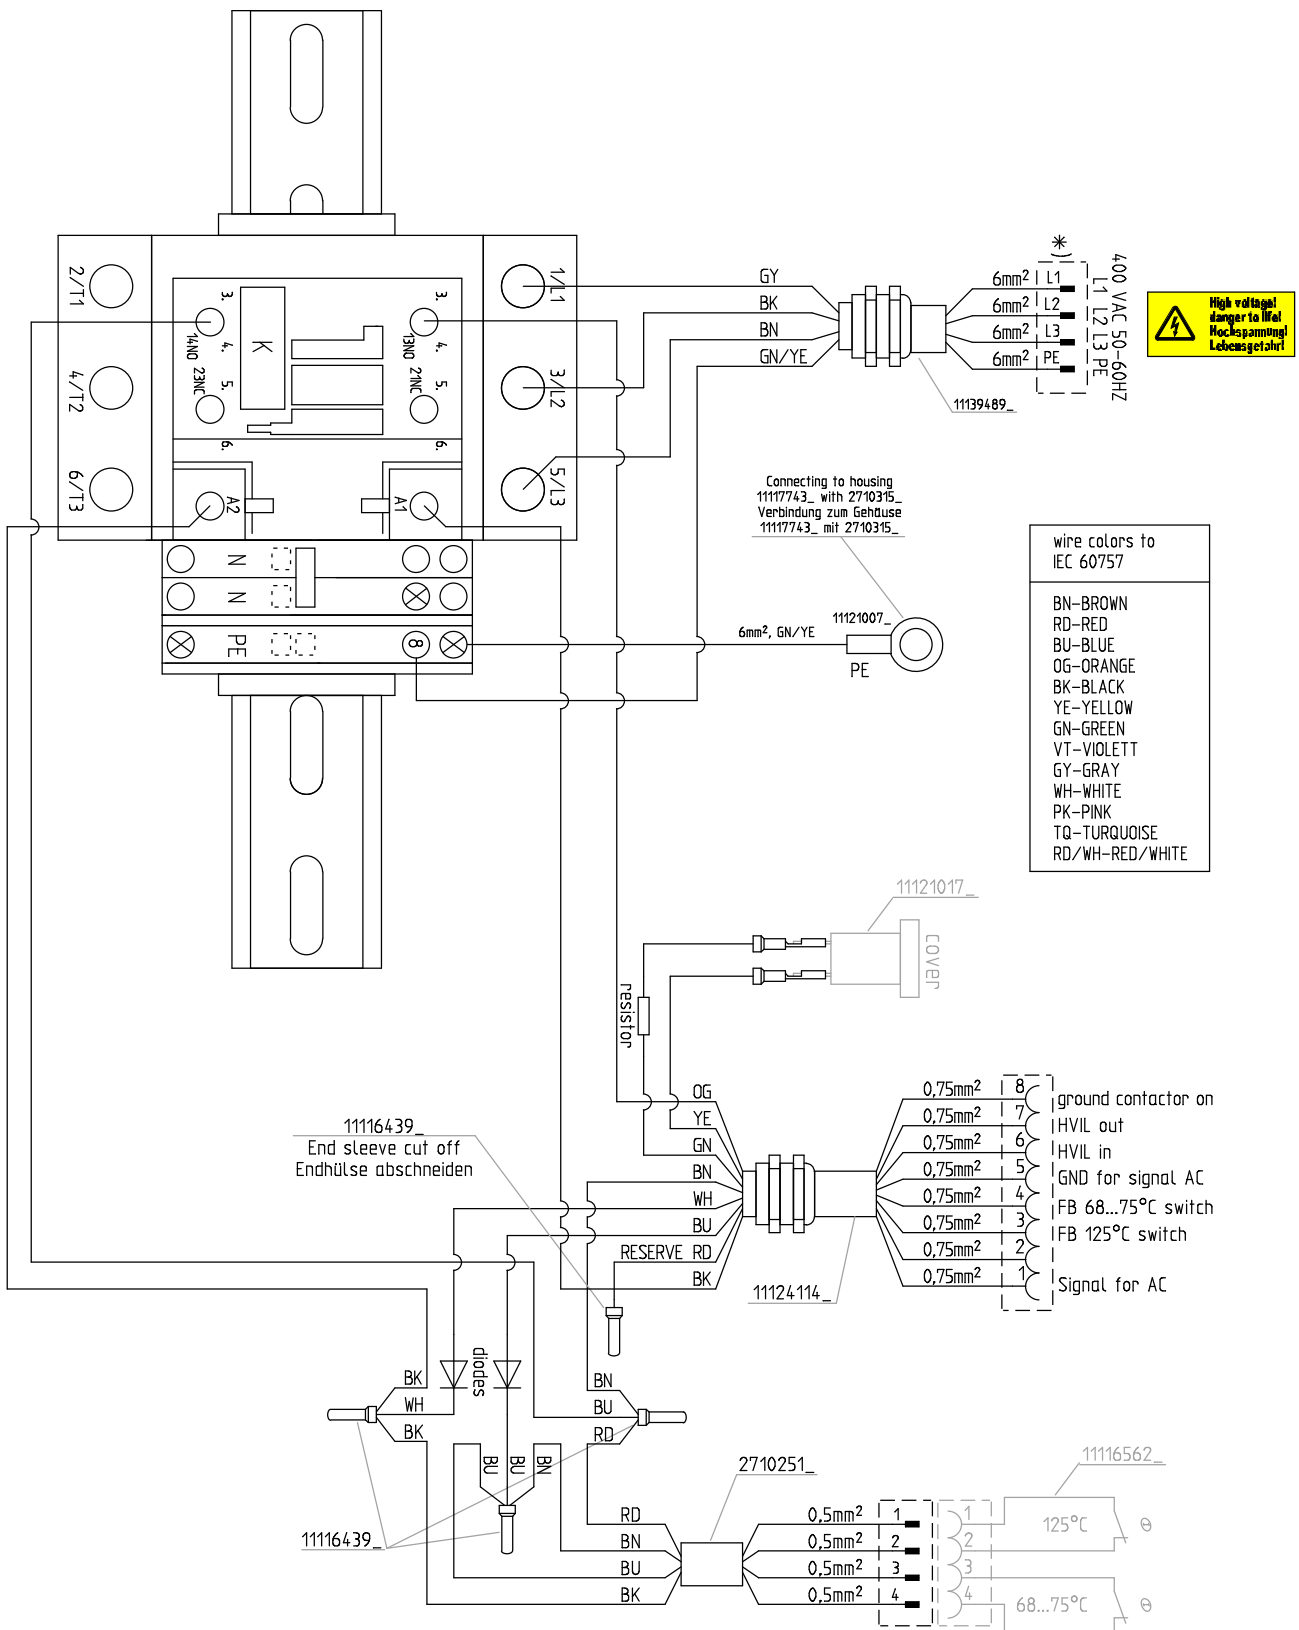 2/T1
4/T2
6/T3
3.
4.
5.
6.
14NO 23NC
K
3.
4.
5.
6.
13NO 21NC
1/L1
3/L2
5/L3
A2
A1
N
N
PE
8
GY
BK
BN
GN/YE
11139489_
6mm² L1
6mm² L2
6mm² L3
6mm² PE
*)
400 VAC 50-60HZ
L1 L2 L3 PE
High voltage!
danger to life!
Hochspannung!
Lebensgefahr!
Connecting to housing
11117743_ with 2710315_
Verbindung zum Gehäuse
11117743_ mit 2710315_
6mm², GN/YE
11121007_
PE
wire colors to
IEC 60757
BN-BROWN
RD-RED
BU-BLUE
OG-ORANGE
BK-BLACK
YE-YELLOW
GN-GREEN
VT-VIOLETT
GY-GRAY
WH-WHITE
PK-PINK
TQ-TURQUOISE
RD/WH-RED/WHITE
11121017_
cover
resistor
OG
YE
GN
BN
WH
BU
RESERVE RD
BK
11124114_
0,75mm² 8 ground contactor on
0,75mm² 7 HVIL out
0,75mm² 6 HVIL in
0,75mm² 5 GND for signal AC
0,75mm² 4 FB 68...75°C switch
0,75mm² 3 FB 125°C switch
0,75mm² 2
0,75mm² 1 Signal for AC
11116439_
End sleeve cut off
Endhülse abschneiden
diodes
BK
WH
BK
BN
BU
RD
BU
BU
BN
11116439_
2710251_
RD
BN
BU
BK
0,5mm² 1
0,5mm² 2
0,5mm² 3
0,5mm² 4
1
2
3
4
11116562_
125°C
68...75°C